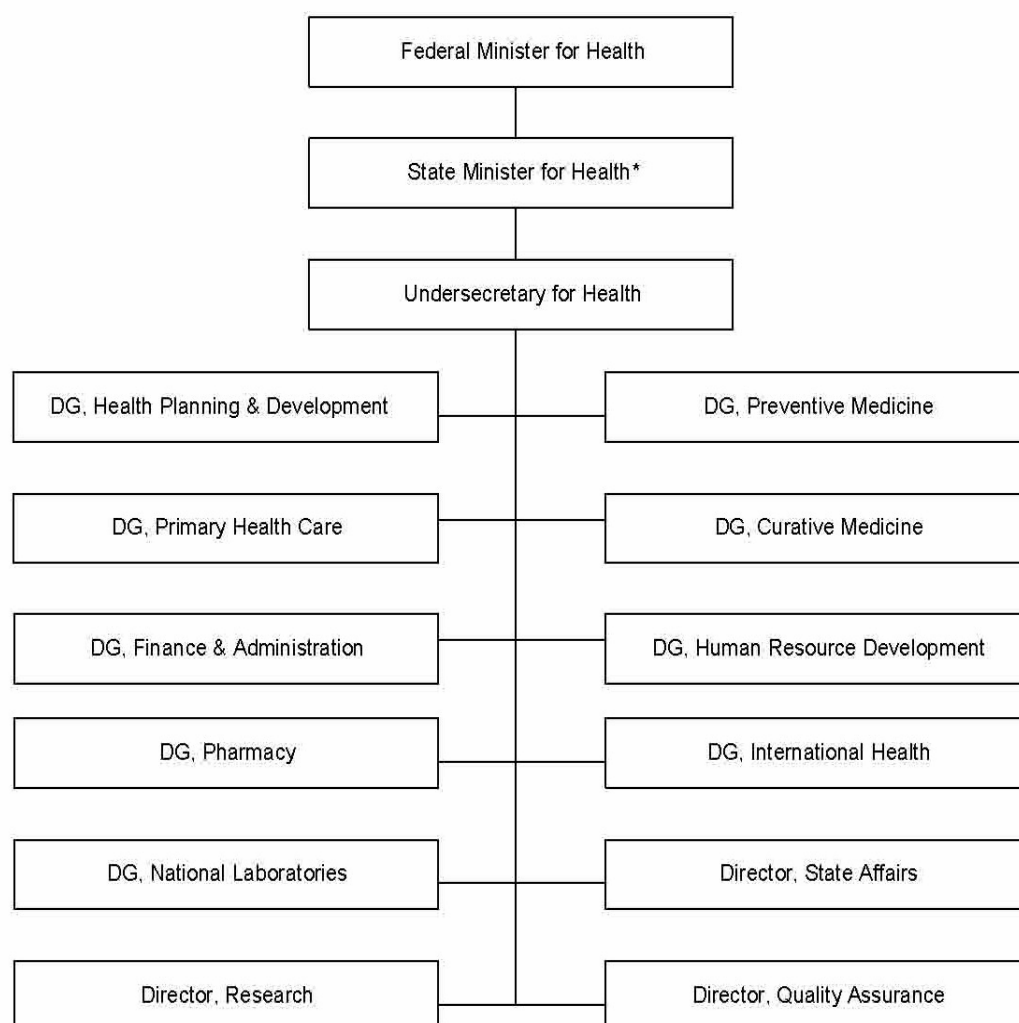 Federal Minister for Health
State Minister for Health*
Undersecretary for Health
DG, Health Planning & Development
DG, Preventive Medicine
DG, Primary Health Care
DG, Curative Medicine
DG, Finance & Administration
DG, Human Resource Development
DG, Pharmacy
DG, International Health
DG, National Laboratories
Director, State Affairs
Director, Research
Director, Quality Assurance